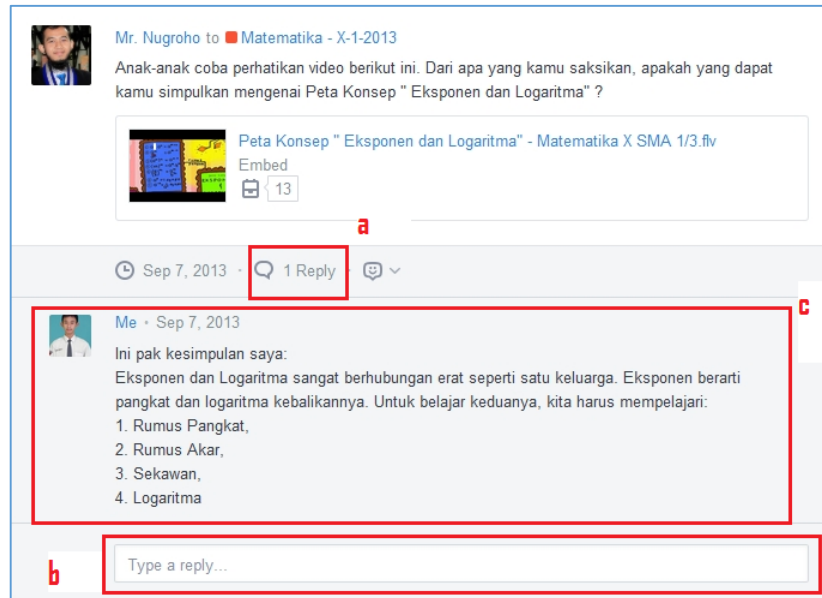 Mr. Nugroho to Matematika - X-1-2013
Anak-anak coba perhatikan video berikut ini. Dari apa yang kamu saksikan, apakah yang dapat
kamu simpulkan mengenai Peta Konsep " Eksponen dan Logaritma" ?
Peta Konsep " Eksponen dan Logaritma" - Matematika X SMA 1/3.flv
Embed
13
a
Sep 7, 2013 · 1 Reply ·
c
Me · Sep 7, 2013
Ini pak kesimpulan saya:
Eksponen dan Logaritma sangat berhubungan erat seperti satu keluarga. Eksponen berarti
pangkat dan logaritma kebalikannya. Untuk belajar keduanya, kita harus mempelajari:
1. Rumus Pangkat,
2. Rumus Akar,
3. Sekawan,
4. Logaritma
b
Type a reply...